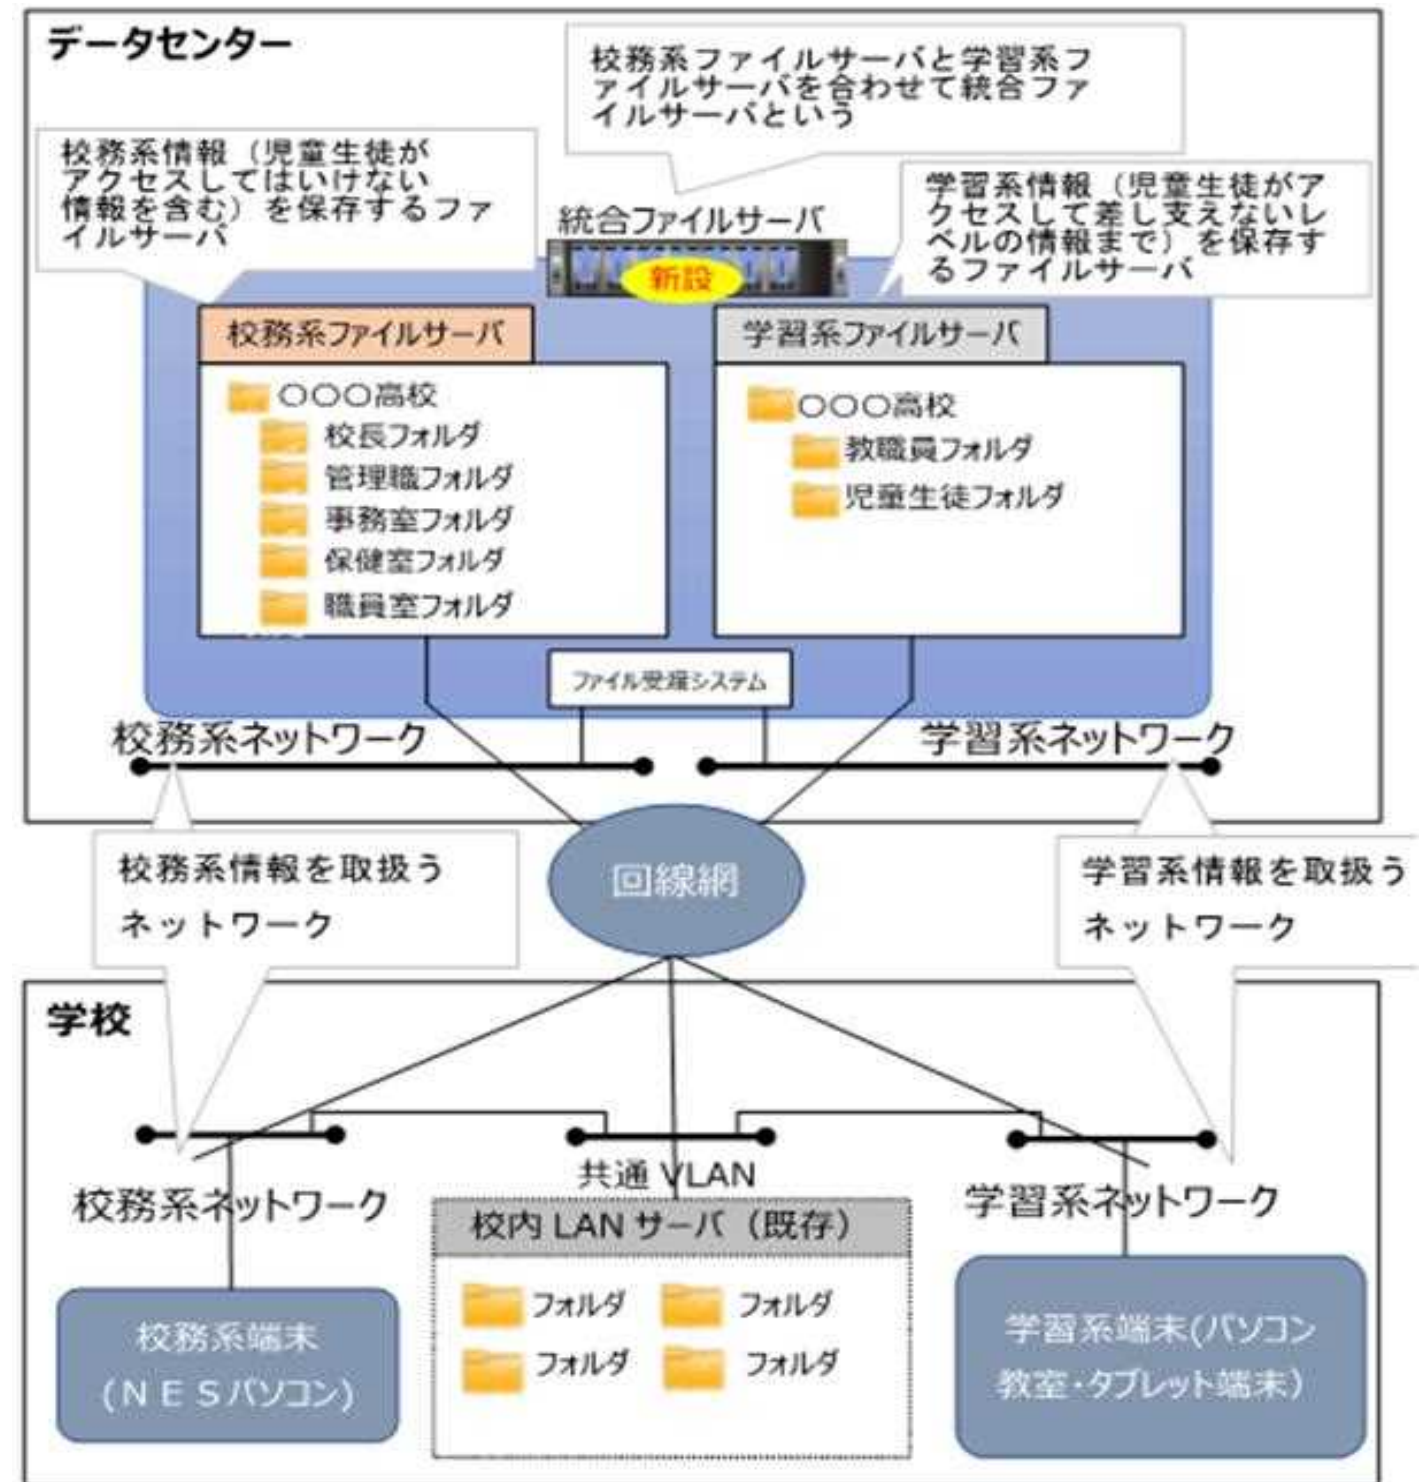 データセンター
校務系ファイルサーバと学習系フ
ァイルサーバを合わせて統合ファ
イルサーバという
校務系情報（児童生徒が
アクセスしてはいけない
情報を含む）を保存するファ
イルサーバ
学習系情報（児童生徒がア
クセスして差し支えないレ
ベルの情報まで）を保存す
るファイルサーバ
統合ファイルサーバ
新設
校務系ファイルサーバ
〇〇〇高校
校長フォルダ
管理職フォルダ
事務室フォルダ
保健室フォルダ
職員室フォルダ
学習系ファイルサーバ
〇〇〇高校
教職員フォルダ
児童生徒フォルダ
ファイル受渡システム
校務系ネットワーク
学習系ネットワーク
校務系情報を取扱う
ネットワーク
回線網
学習系情報を取扱う
ネットワーク
学校
校務系ネットワーク
共通 VLAN
学習系ネットワーク
校内 LAN サーバ（既存）
フォルダ
フォルダ
フォルダ
フォルダ
校務系端末
(ＮＥＳパソコン)
学習系端末(パソコン
教室・タブレット端末)